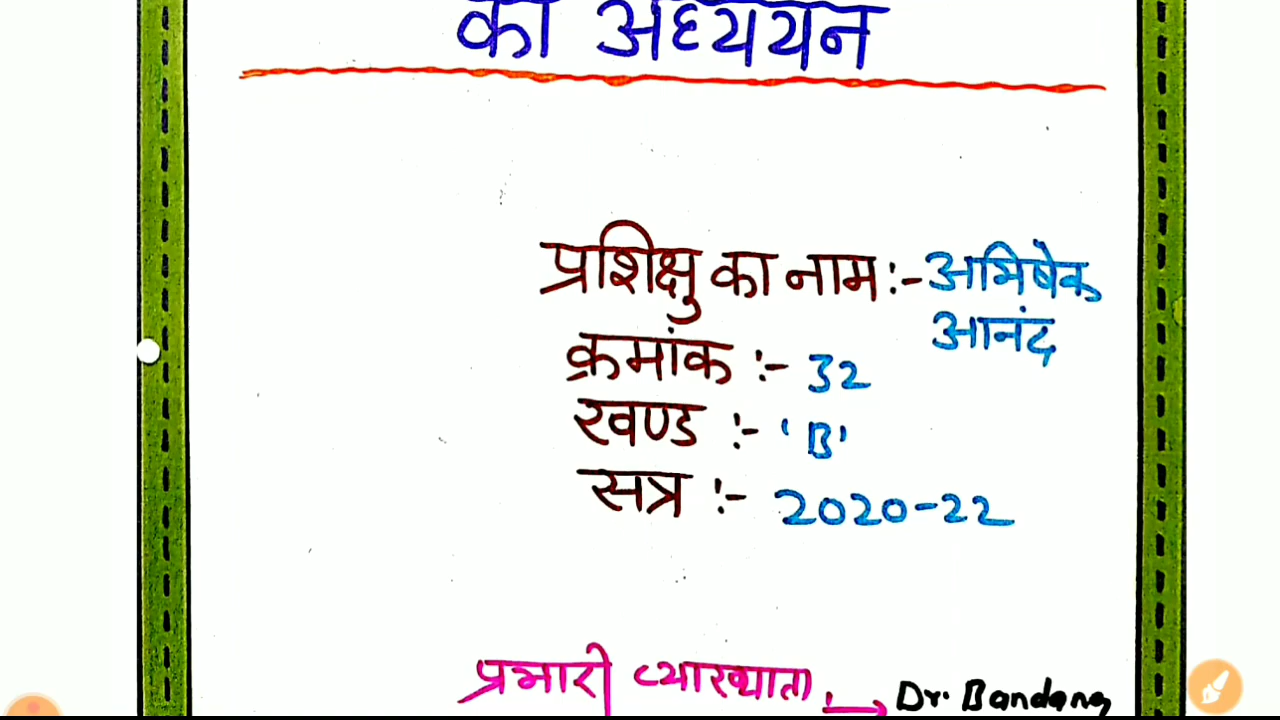 का अध्ययन
प्रशिक्षु का नाम :- अभिषेक
आनंद
क्रमांक :- 32
खण्ड :- 'B'
सत्र :- 2020-22
प्रभारी व्याख्याता → Dr. Bandana